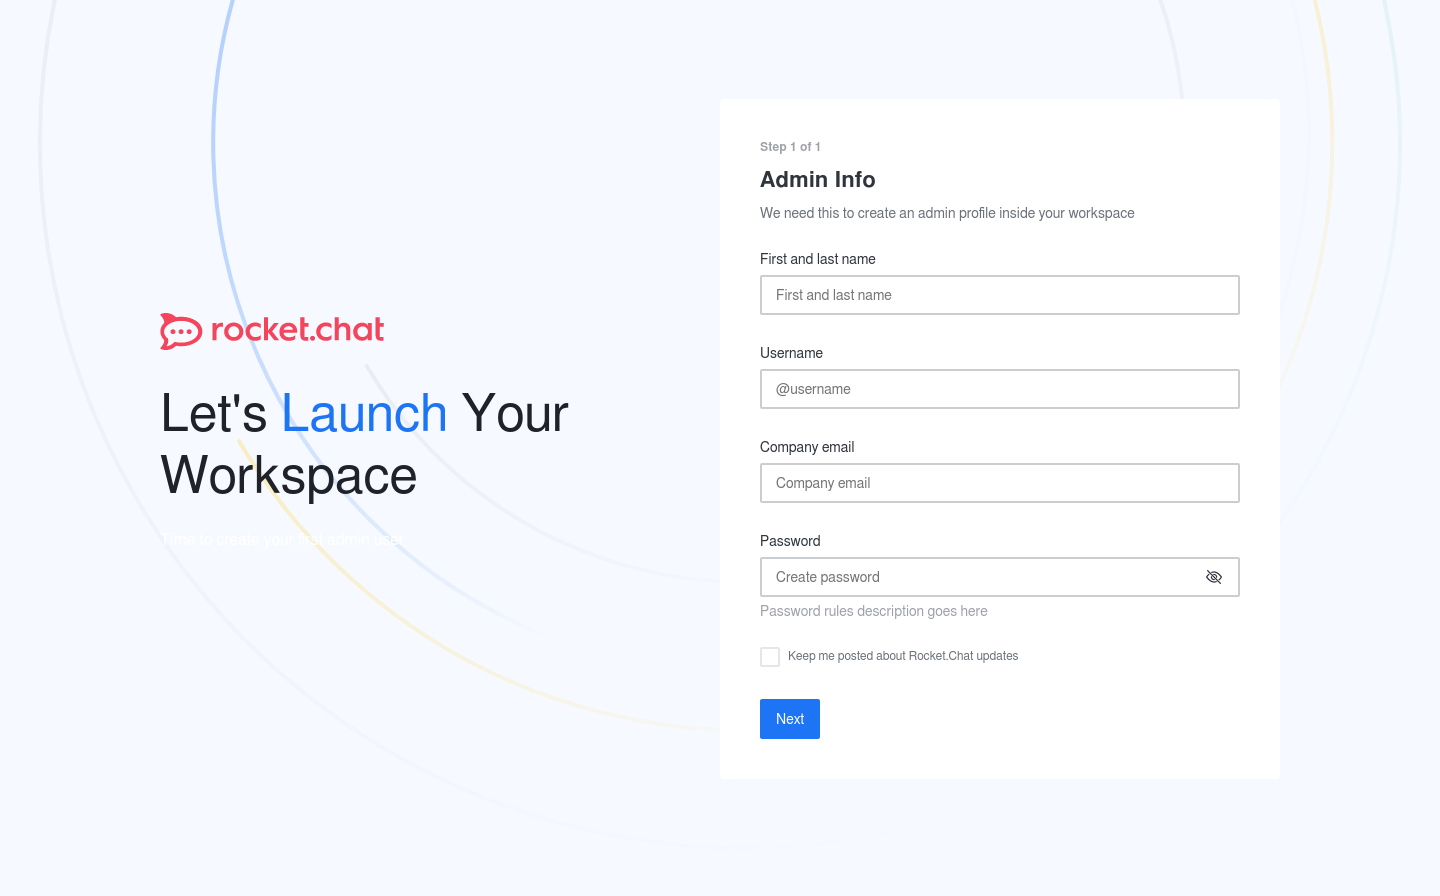 rocket.chat
Let's Launch Your
Workspace
Time to create your first admin user
Step 1 of 1
Admin Info
We need this to create an admin profile inside your workspace
First and last name
First and last name
Username
@username
Company email
Company email
Password
Create password
Password rules description goes here
Keep me posted about Rocket.Chat updates
Next